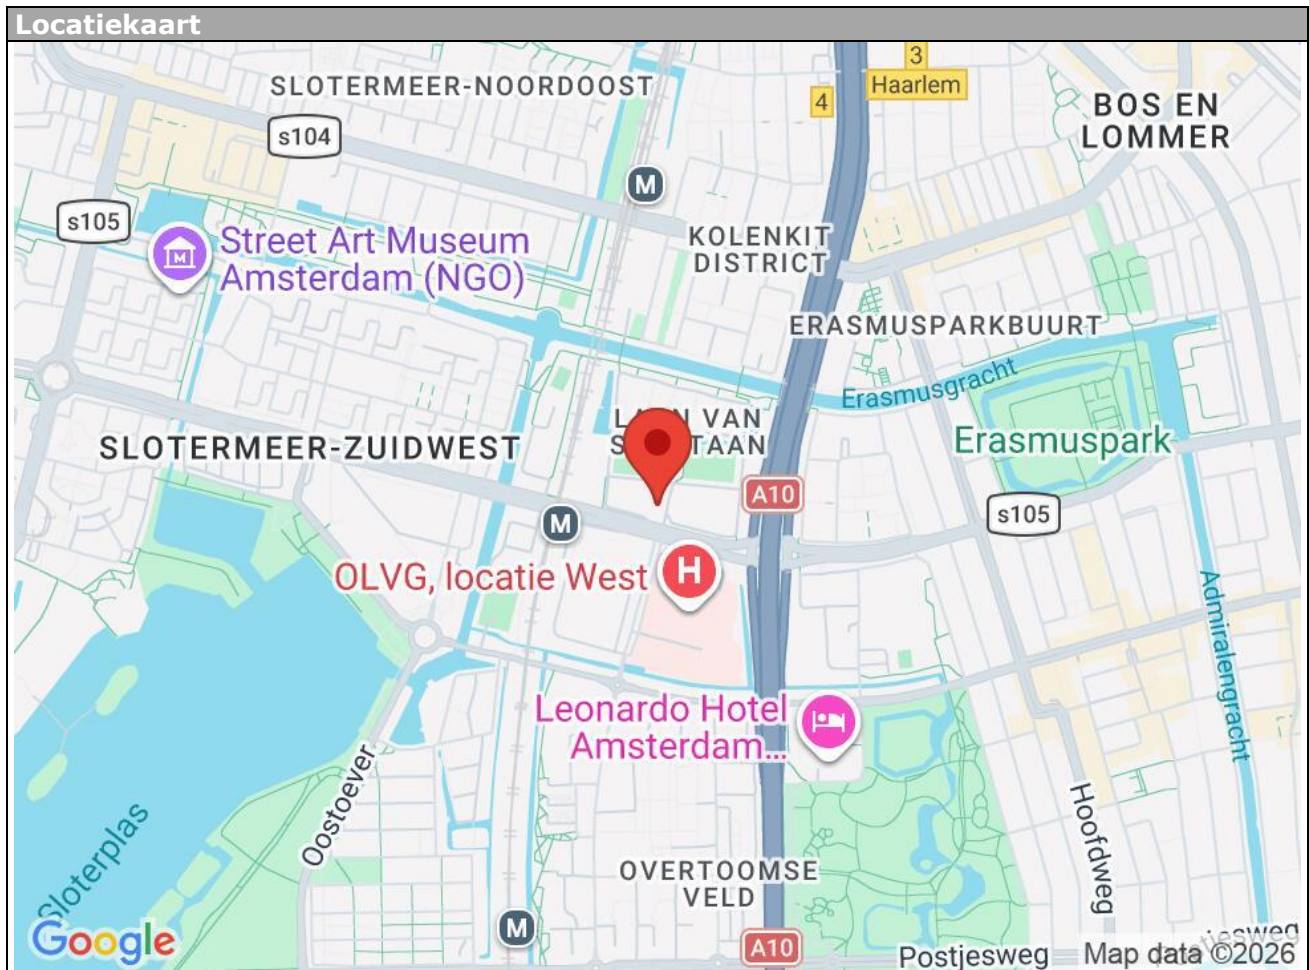 Locatiekaart
3
Haarlem
4
SLOTERMEER-NOORDOOST
BOS EN
LOMMER
s104
M
s105
Street Art Museum
Amsterdam (NGO)
KOLENKIT
DISTRICT
ERASMUSPARKBUURT
Erasmusgracht
VAN
SLOTERMEER-ZUIDWEST
Erasmuspark
A10
s105
M
OLVG, locatie West
H
Admiralengracht
Leonardo Hotel
Amsterdam...
Oostoever
Hoofdweg
Sloterplas
OVERTOOMSE
VELD
M
A10
Postjesweg
Google
Map data ©2026